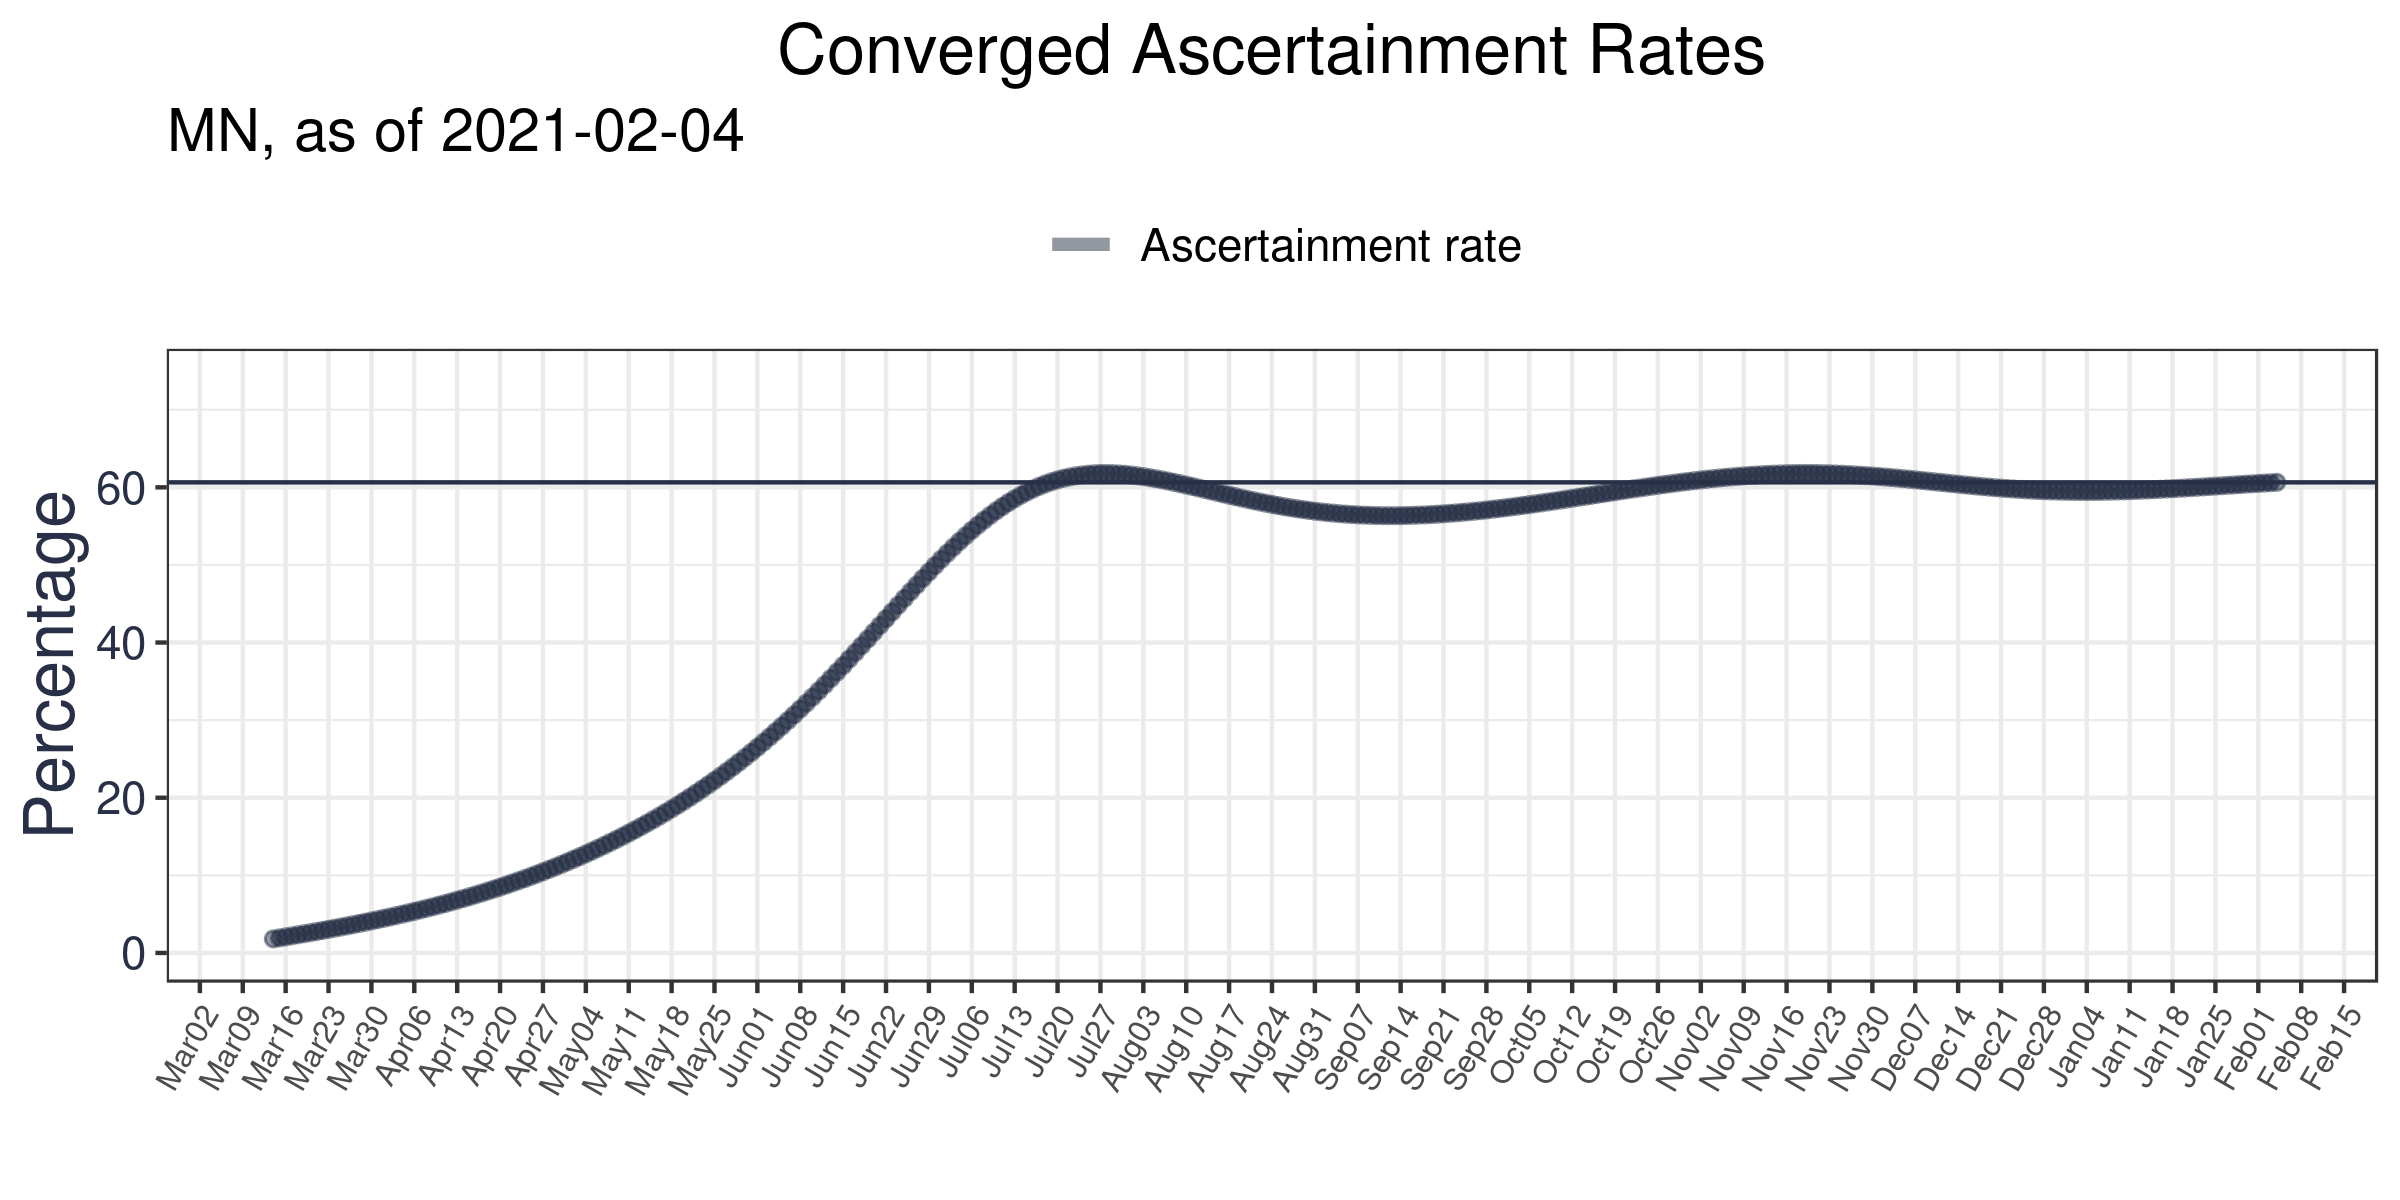 Converged Ascertainment Rates
MN, as of 2021-02-04
Ascertainment rate
Percentage
60
40
20
0
Mar02
Mar09
Mar16
Mar23
Mar30
Apr06
Apr13
Apr20
Apr27
May04
May11
May18
May25
Jun01
Jun08
Jun15
Jun22
Jun29
Jul06
Jul13
Jul20
Jul27
Aug03
Aug10
Aug17
Aug24
Aug31
Sep07
Sep14
Sep21
Sep28
Oct05
Oct12
Oct19
Oct26
Nov02
Nov09
Nov16
Nov23
Nov30
Dec07
Dec14
Dec21
Dec28
Jan04
Jan11
Jan18
Jan25
Feb01
Feb08
Feb15